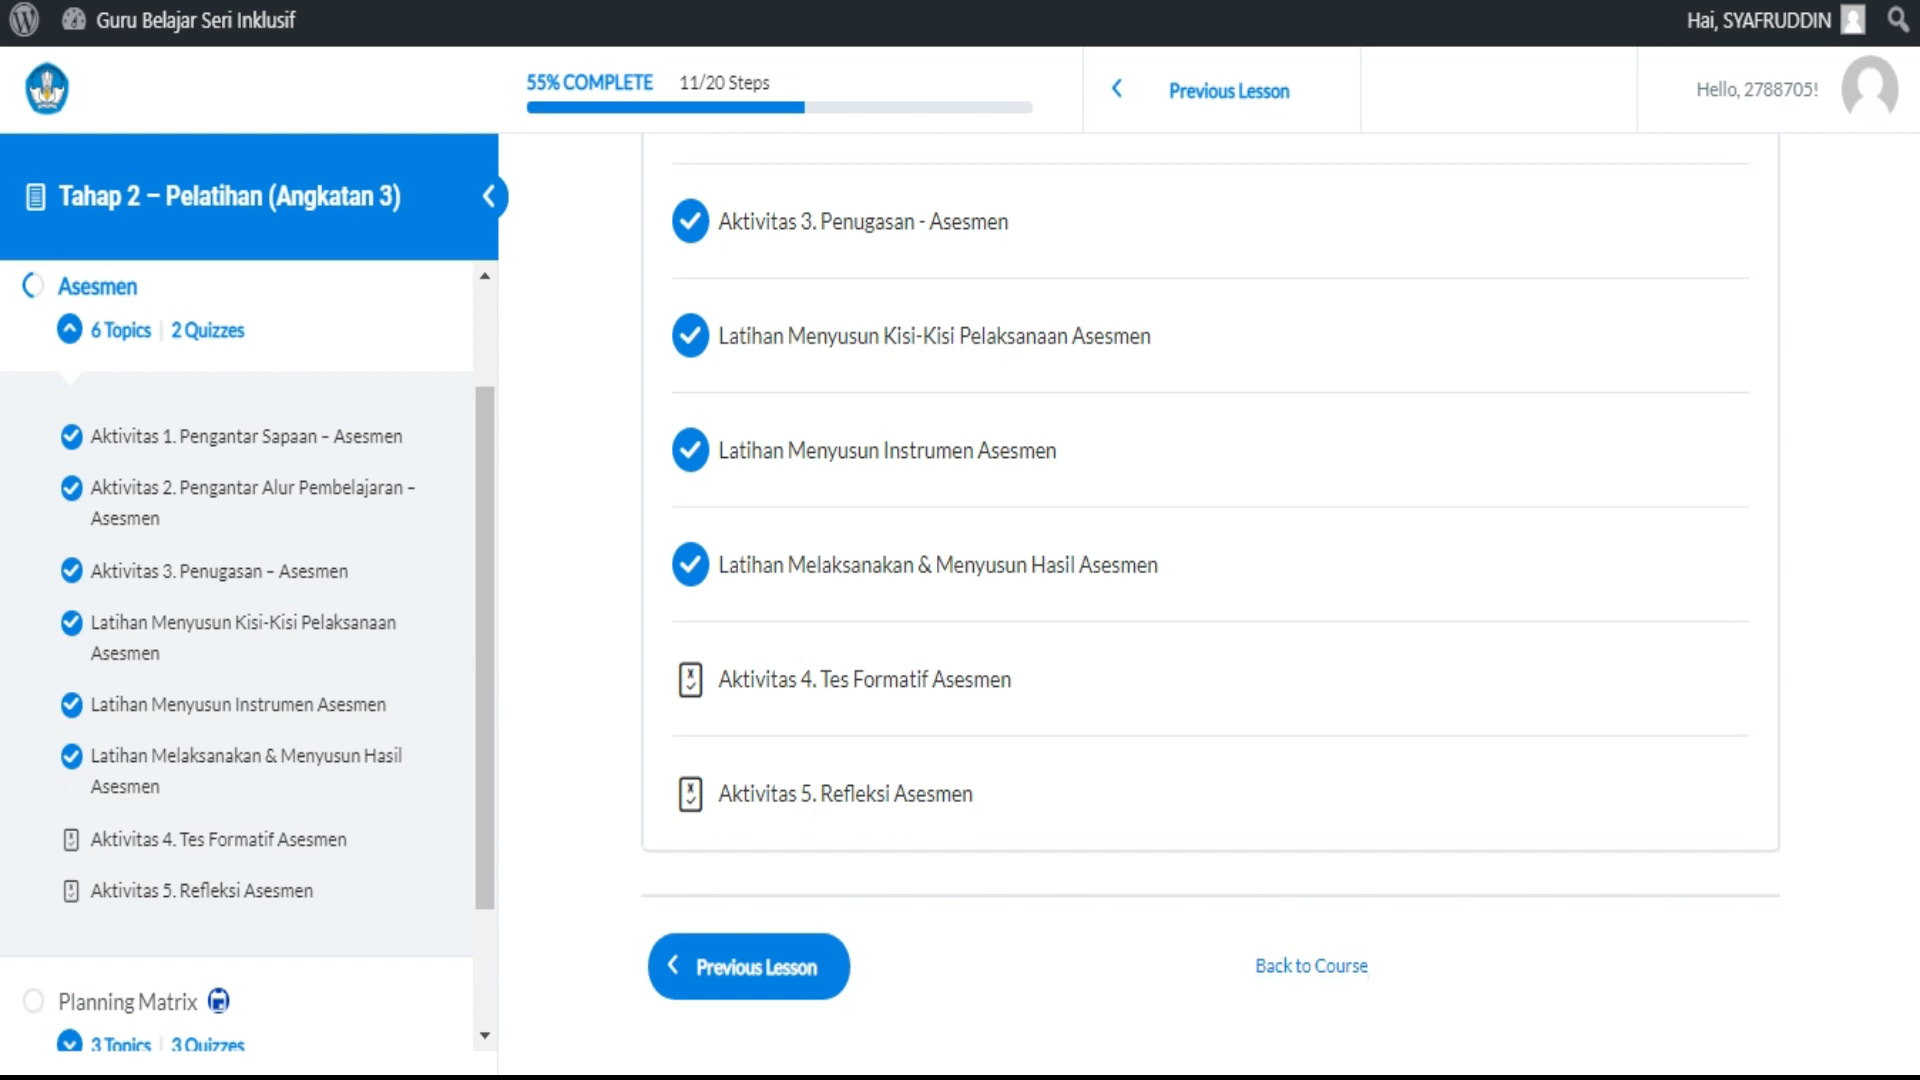 Guru Belajar Seri Inklusif
Hai, SYAFRUDDIN
55% COMPLETE 11/20 Steps
Previous Lesson
Hello, 2788705!
Tahap 2 – Pelatihan (Angkatan 3)
Asesmen
6 Topics | 2 Quizzes
Aktivitas 1. Pengantar Sapaan – Asesmen
Aktivitas 2. Pengantar Alur Pembelajaran –
Asesmen
Aktivitas 3. Penugasan – Asesmen
Latihan Menyusun Kisi-Kisi Pelaksanaan
Asesmen
Latihan Menyusun Instrumen Asesmen
Latihan Melaksanakan & Menyusun Hasil
Asesmen
Aktivitas 4. Tes Formatif Asesmen
Aktivitas 5. Refleksi Asesmen
Planning Matrix
3 Topics | 3 Quizzes
Aktivitas 3. Penugasan - Asesmen
Latihan Menyusun Kisi-Kisi Pelaksanaan Asesmen
Latihan Menyusun Instrumen Asesmen
Latihan Melaksanakan & Menyusun Hasil Asesmen
Aktivitas 4. Tes Formatif Asesmen
Aktivitas 5. Refleksi Asesmen
Previous Lesson
Back to Course